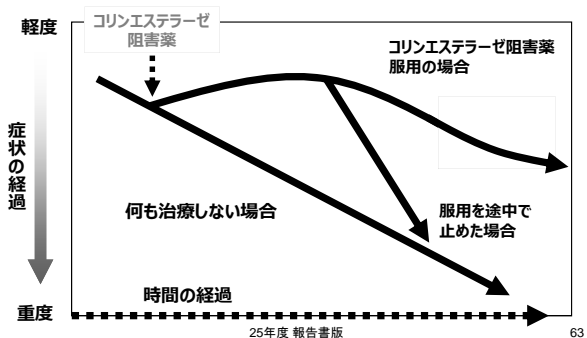 軽度
コリンエステラーゼ
阻害薬
コリンエステラーゼ阻害薬
服用の場合
症状の経過
何も治療しない場合
服用を途中で
止めた場合
時間の経過
重度
25年度 報告書版
63